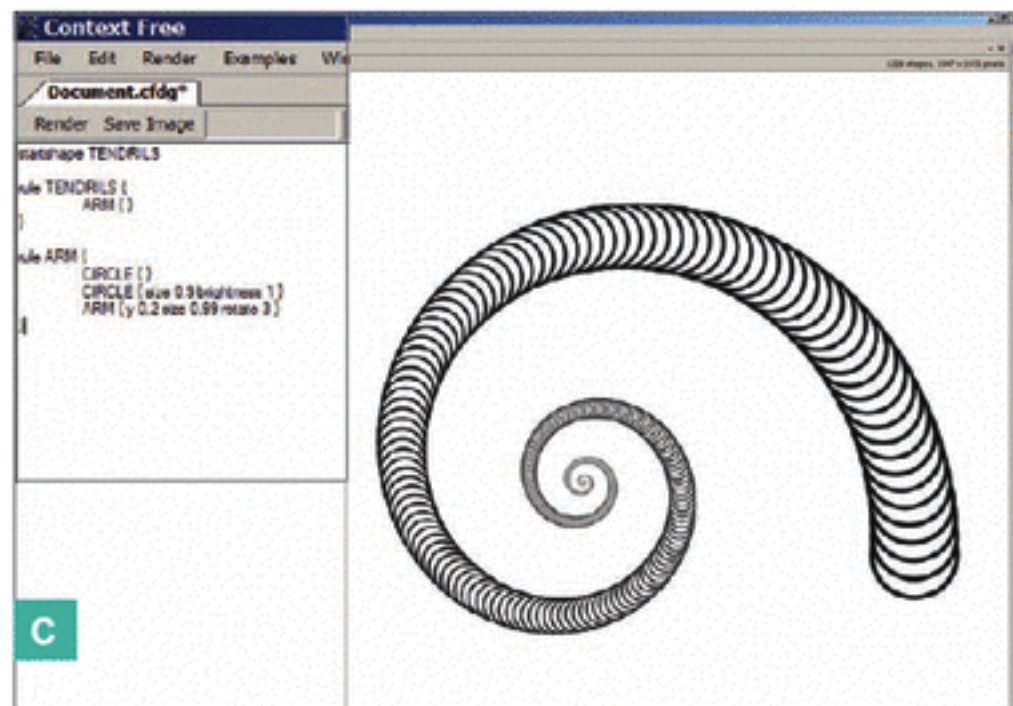 Context Free
File Edit Render Examples Wi
Document.cfdg*
Render Save Image
startshape TENDRILS
rule TENDRILS {
ARM { }
}
rule ARM {
CIRCLE { }
CIRCLE { size 0.9 brightness 1 }
ARM { y 0.2 size 0.99 rotate 3 }
}
C